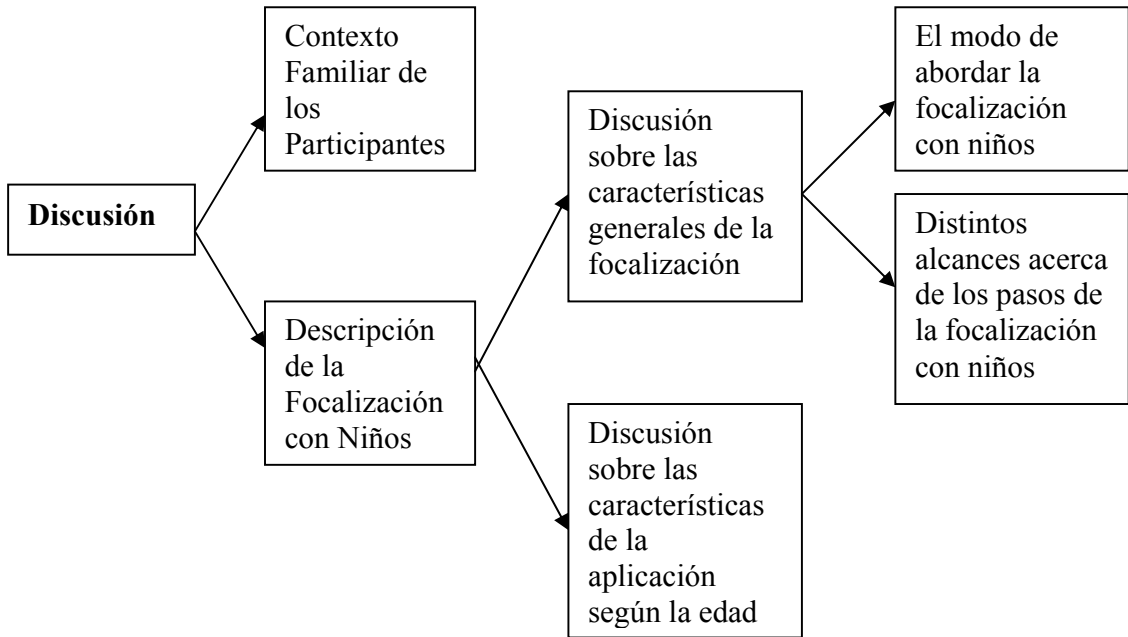 Discusión
Contexto
Familiar de
los
Participantes
Descripción
de la
Focalización
con Niños
Discusión
sobre las
características
generales de la
focalización
Discusión
sobre las
características
de la
aplicación
según la edad
El modo de
abordar la
focalización
con niños
Distintos
alcances acerca
de los pasos de
la focalización
con niños